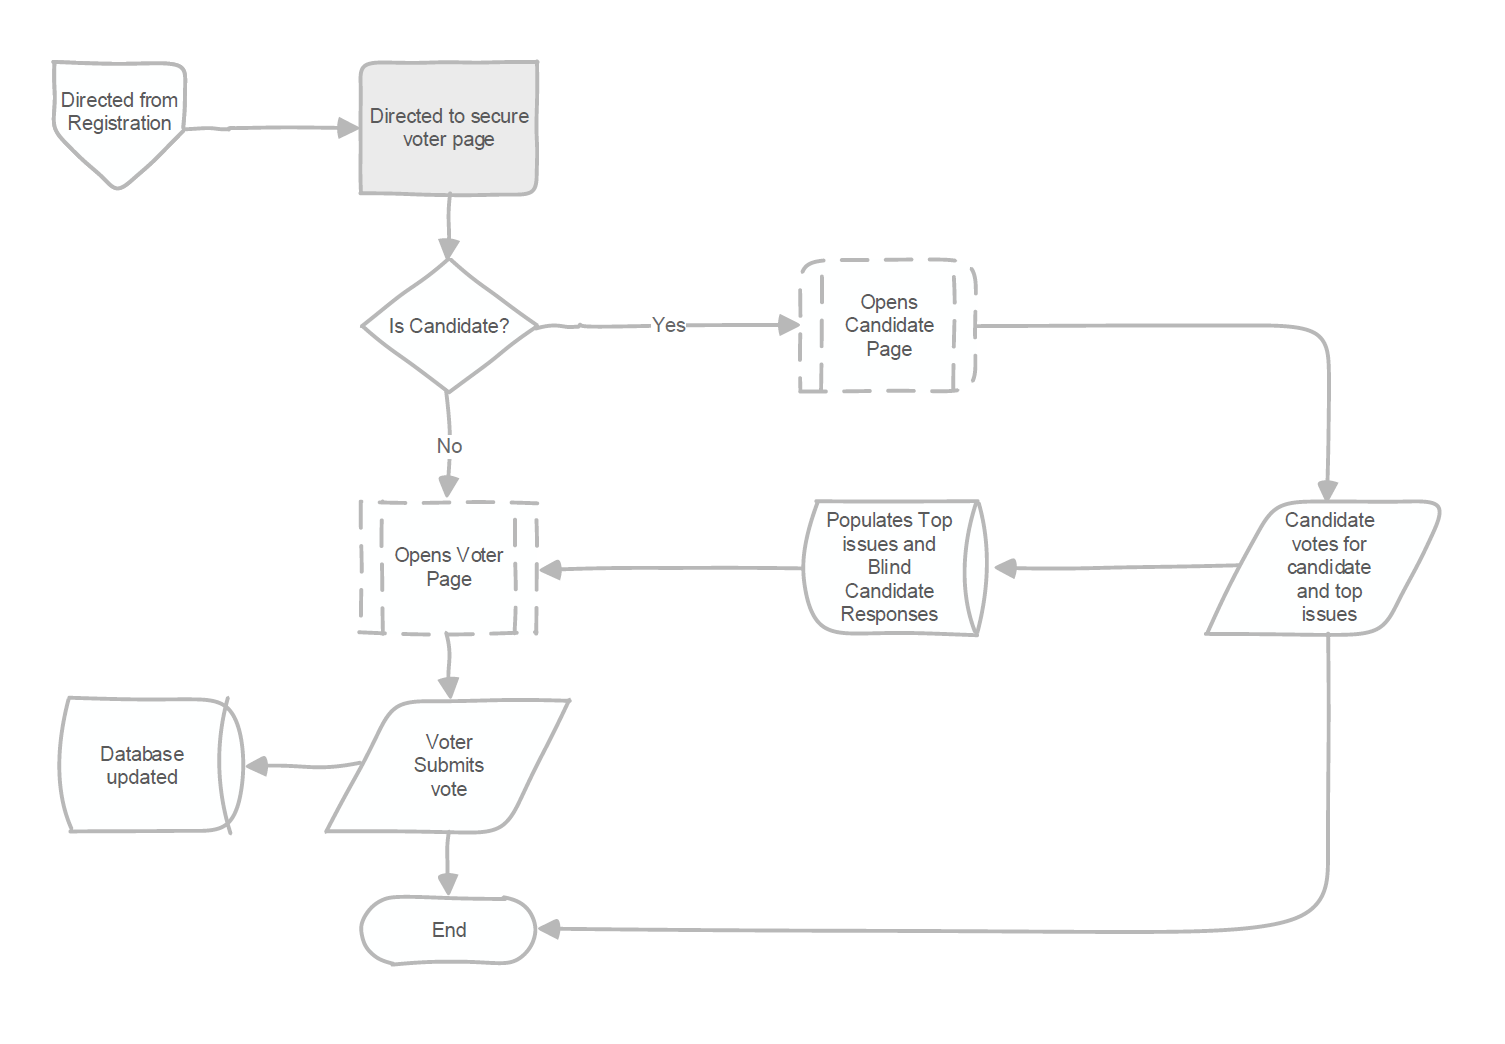 Directed from
Registration
Directed to secure
voter page
Is Candidate?
Yes
Opens
Candidate
Page
No
Opens Voter
Page
Populates Top
issues and
Blind
Candidate
Responses
Candidate
votes for
candidate
and top
issues
Database
updated
Voter
Submits
vote
End